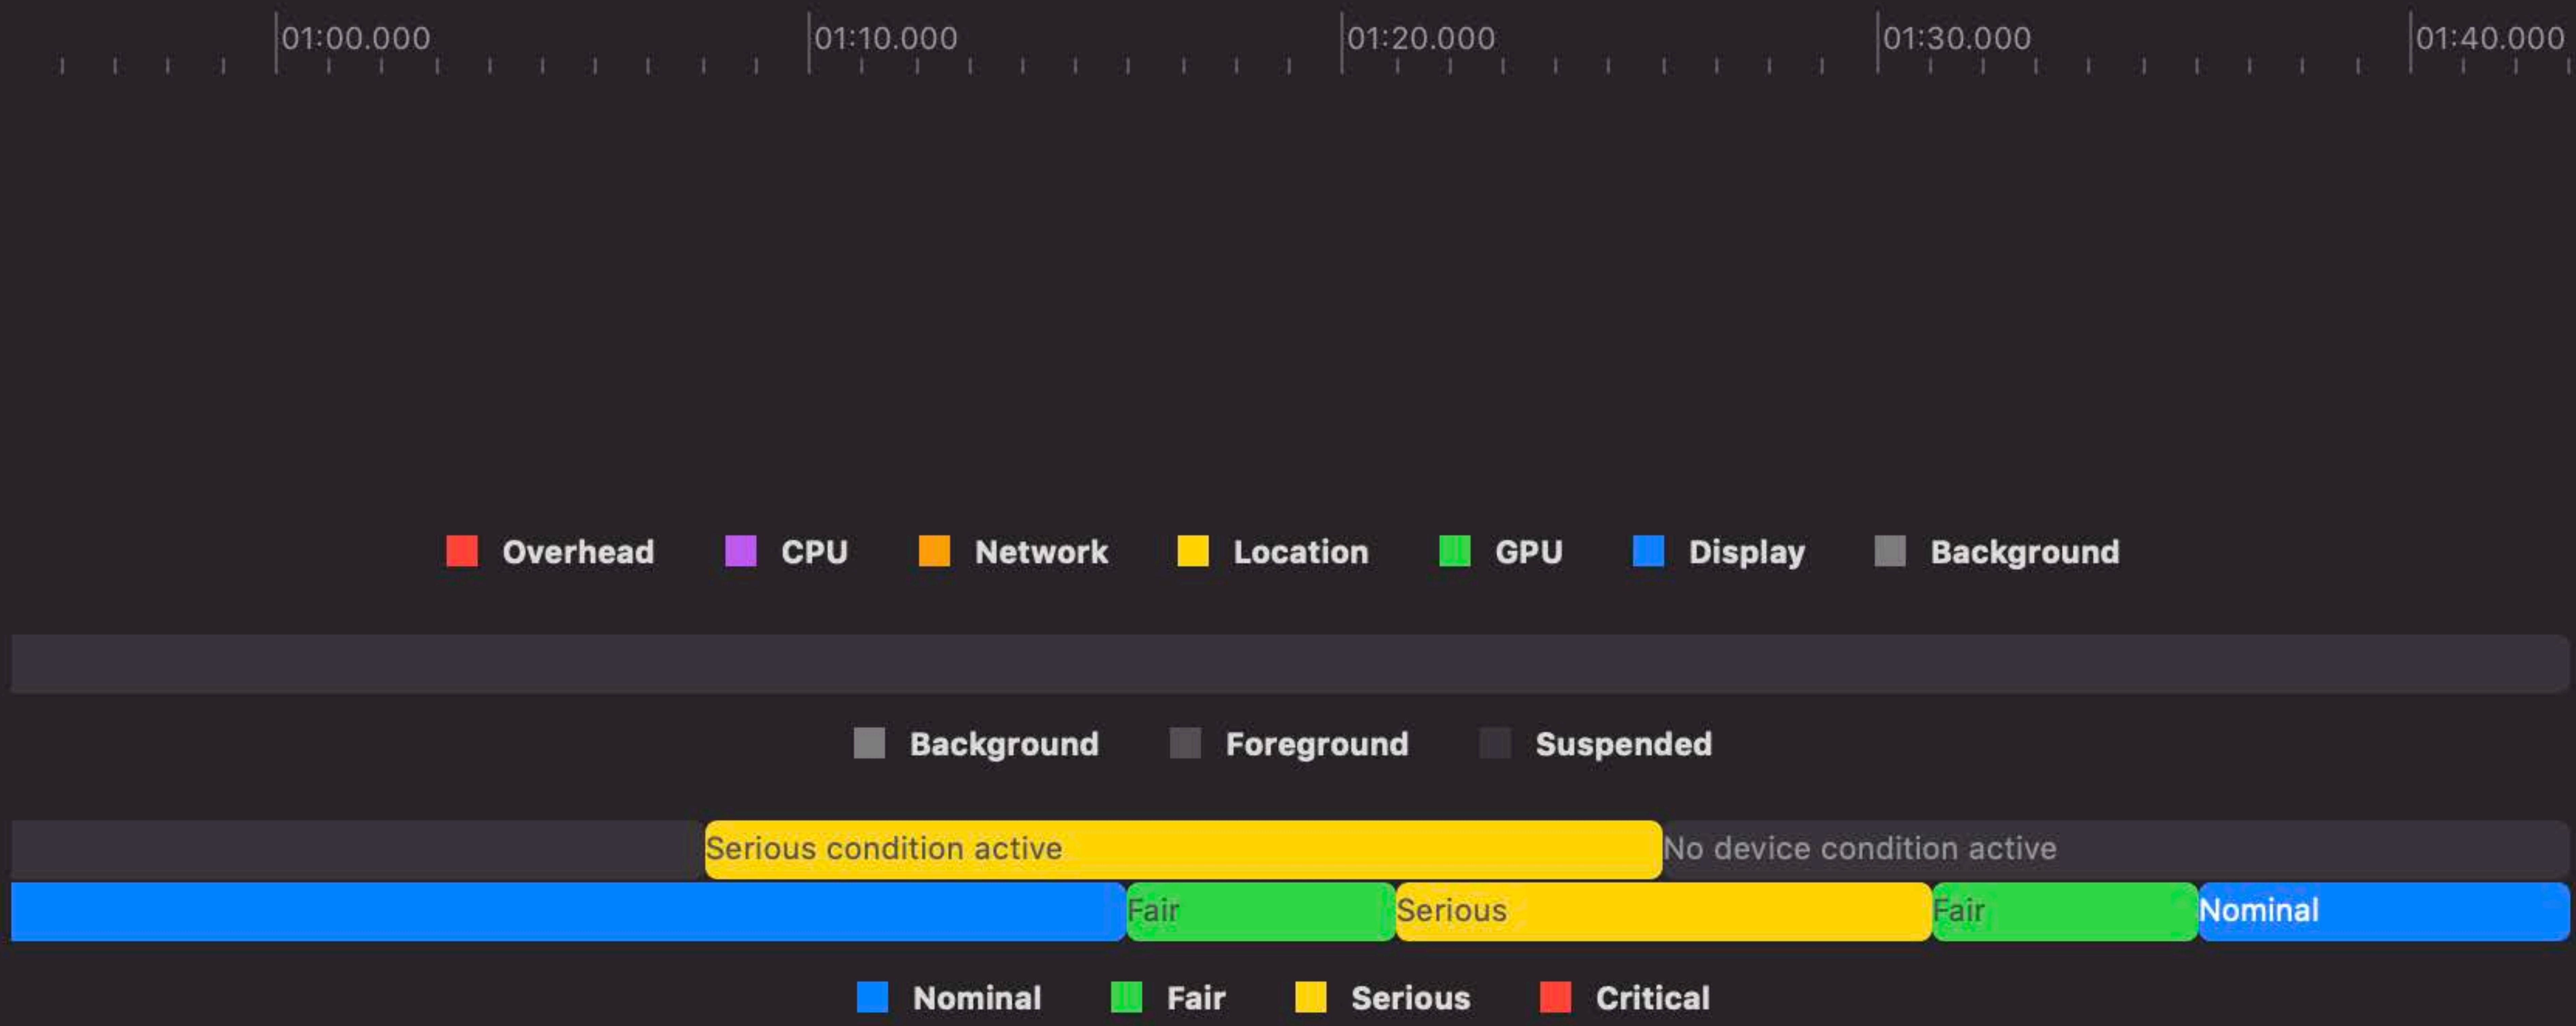 01:00.000 01:10.000 01:20.000 01:30.000 01:40.000
Overhead CPU Network Location GPU Display Background
Background Foreground Suspended
Serious condition active No device condition active
Fair Serious Fair Nominal
Nominal Fair Serious Critical